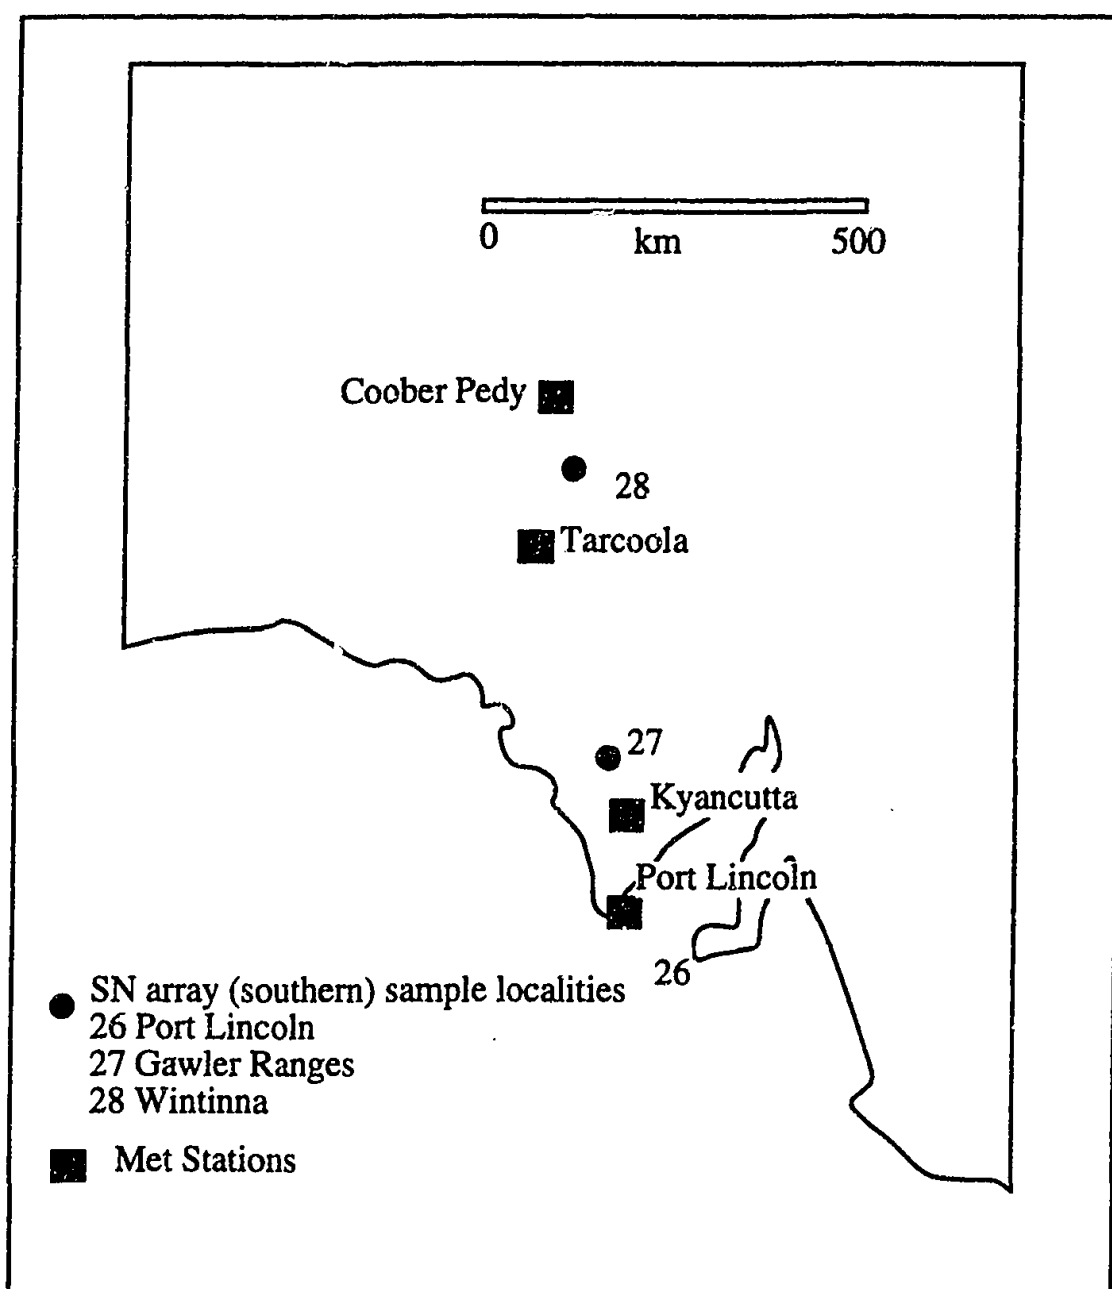 0 km 500
Coober Pedy
28
Tarcoola
27
Kyancutta
Port Lincoln
26
SN array (southern) sample localities
26 Port Lincoln
27 Gawler Ranges
28 Wintinna
Met Stations